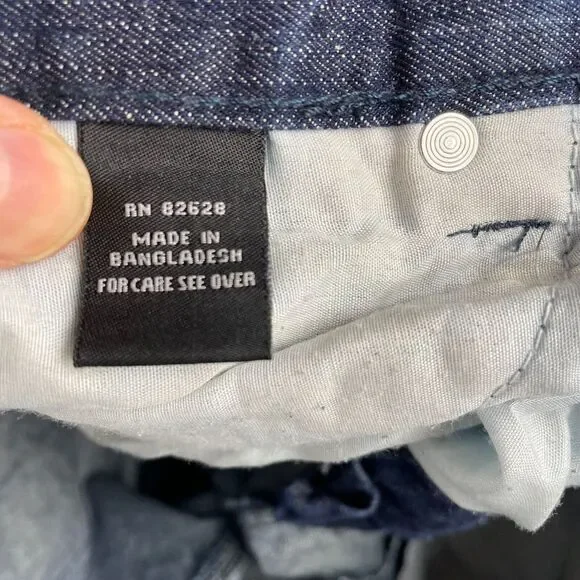 RN 82628
MADE IN
BANGLADESH
FOR CARE SEE OVER